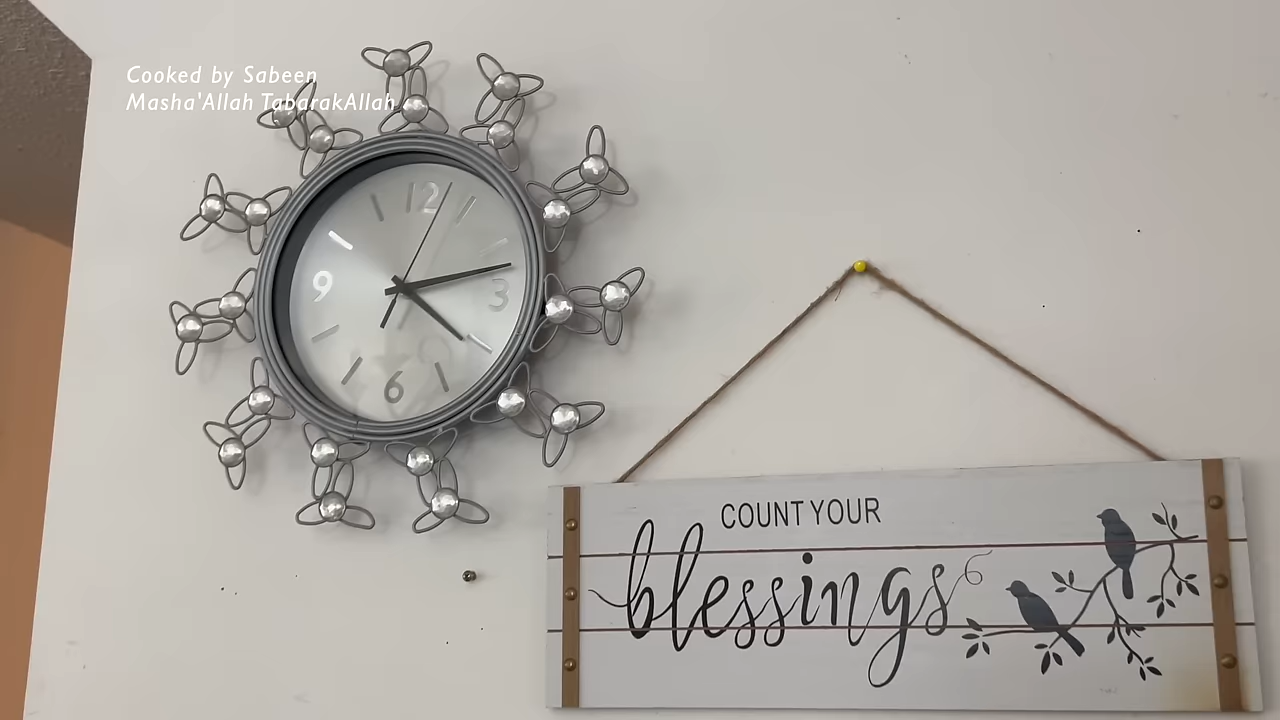 Cooked by Sabeen
Masha'Allah TabarakAllah
12
9
3
6
COUNT YOUR
blessings